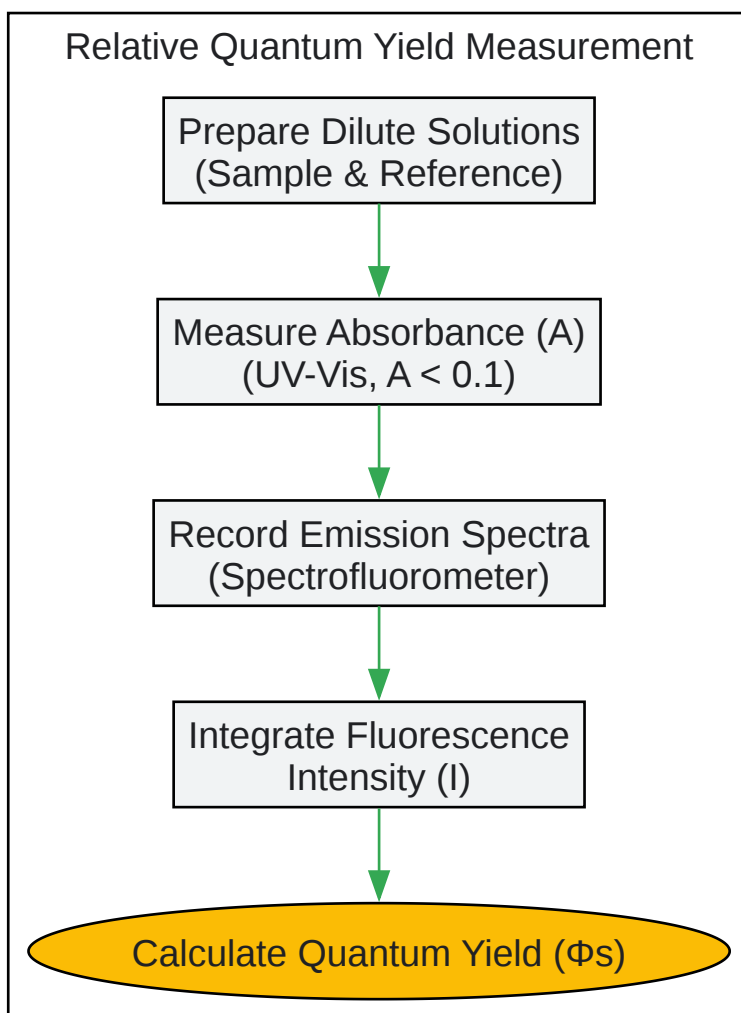 Relative Quantum Yield Measurement
Prepare Dilute Solutions
(Sample & Reference)
Measure Absorbance (A)
(UV-Vis, A < 0.1)
Record Emission Spectra
(Spectrofluorometer)
Integrate Fluorescence
Intensity (I)
Calculate Quantum Yield (Φs)